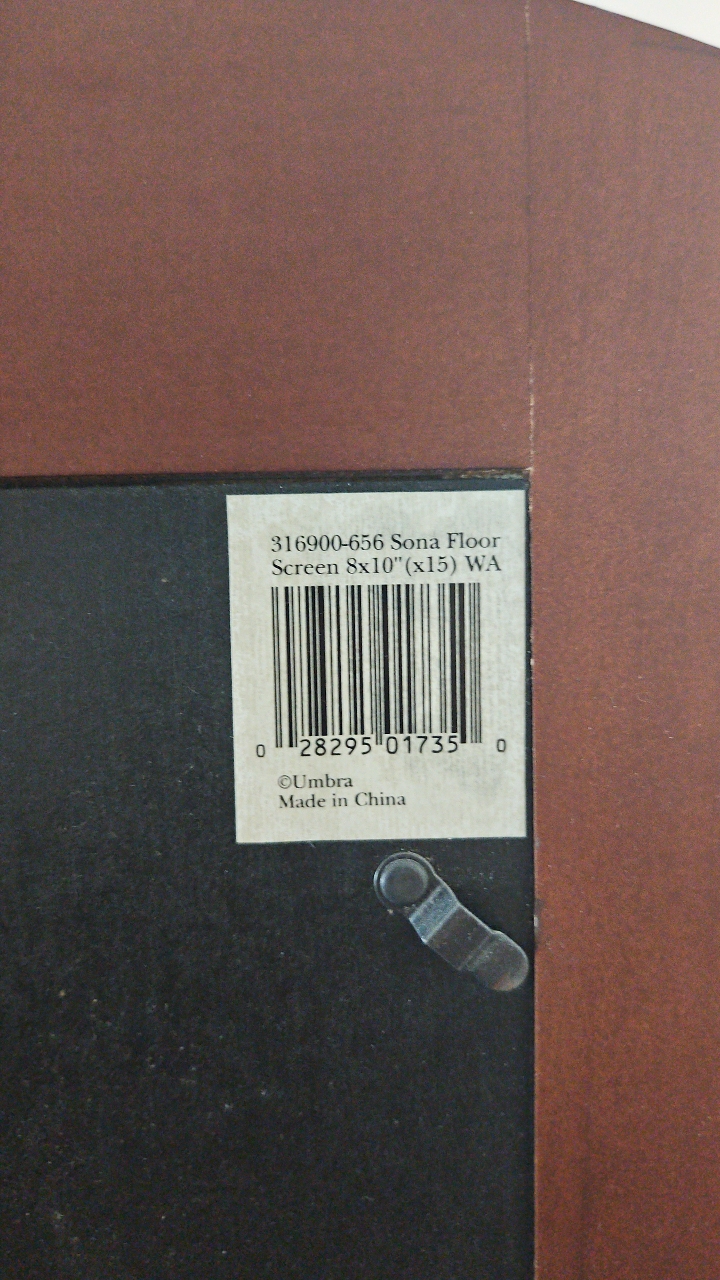 316900-656 Sona Floor
Screen 8x10"(x15) WA
0 28295 01735 0
©Umbra
Made in China